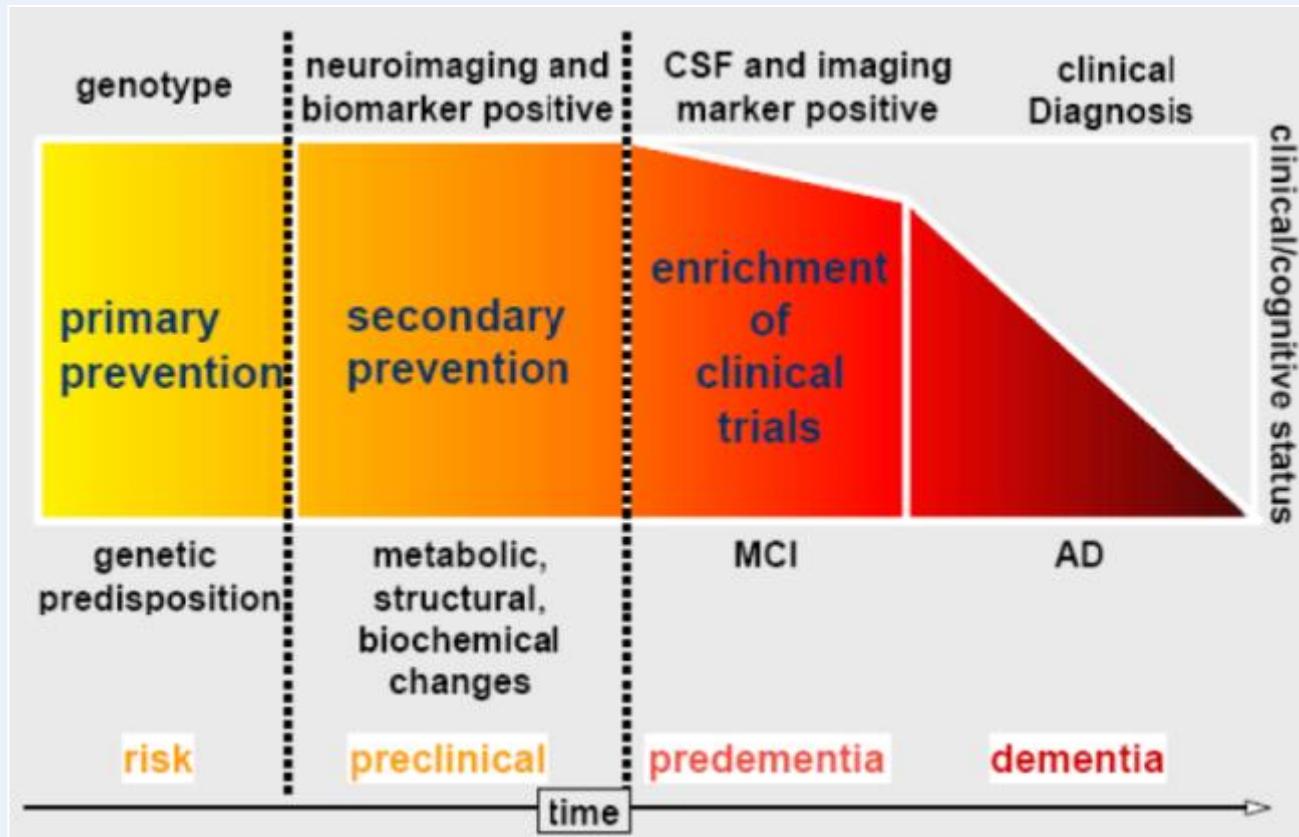 genotype
neuroimaging and
biomarker positive
CSF and imaging
marker positive
clinical
Diagnosis
clinical/cognitive status
primary
prevention
secondary
prevention
enrichment
of
clinical
trials
genetic
predisposition
metabolic,
structural,
biochemical
changes
MCI
AD
risk
preclinical
predementia
dementia
time